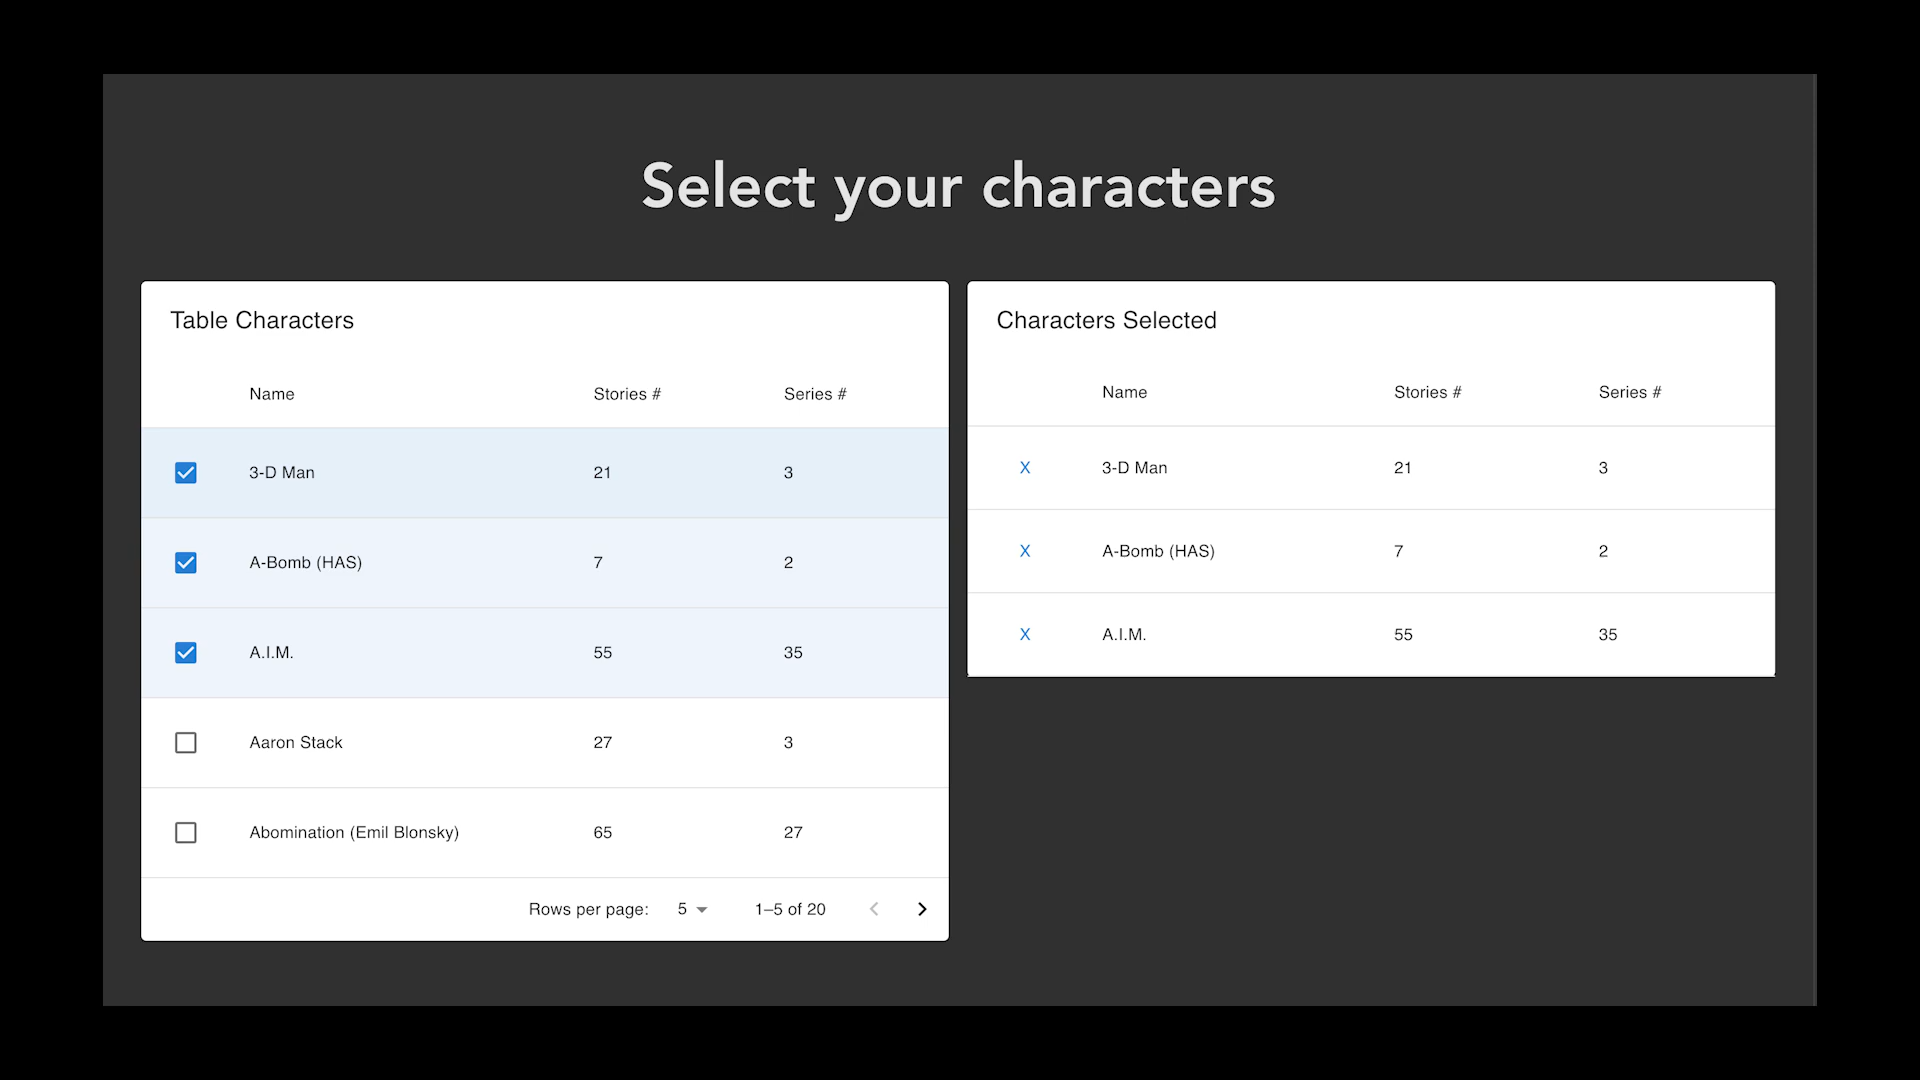 Select your characters
Table Characters
Name Stories # Series #
3-D Man 21 3
A-Bomb (HAS) 7 2
A.I.M. 55 35
Aaron Stack 27 3
Abomination (Emil Blonsky) 65 27
Rows per page: 5 1–5 of 20
Characters Selected
Name Stories # Series #
X 3-D Man 21 3
X A-Bomb (HAS) 7 2
X A.I.M. 55 35